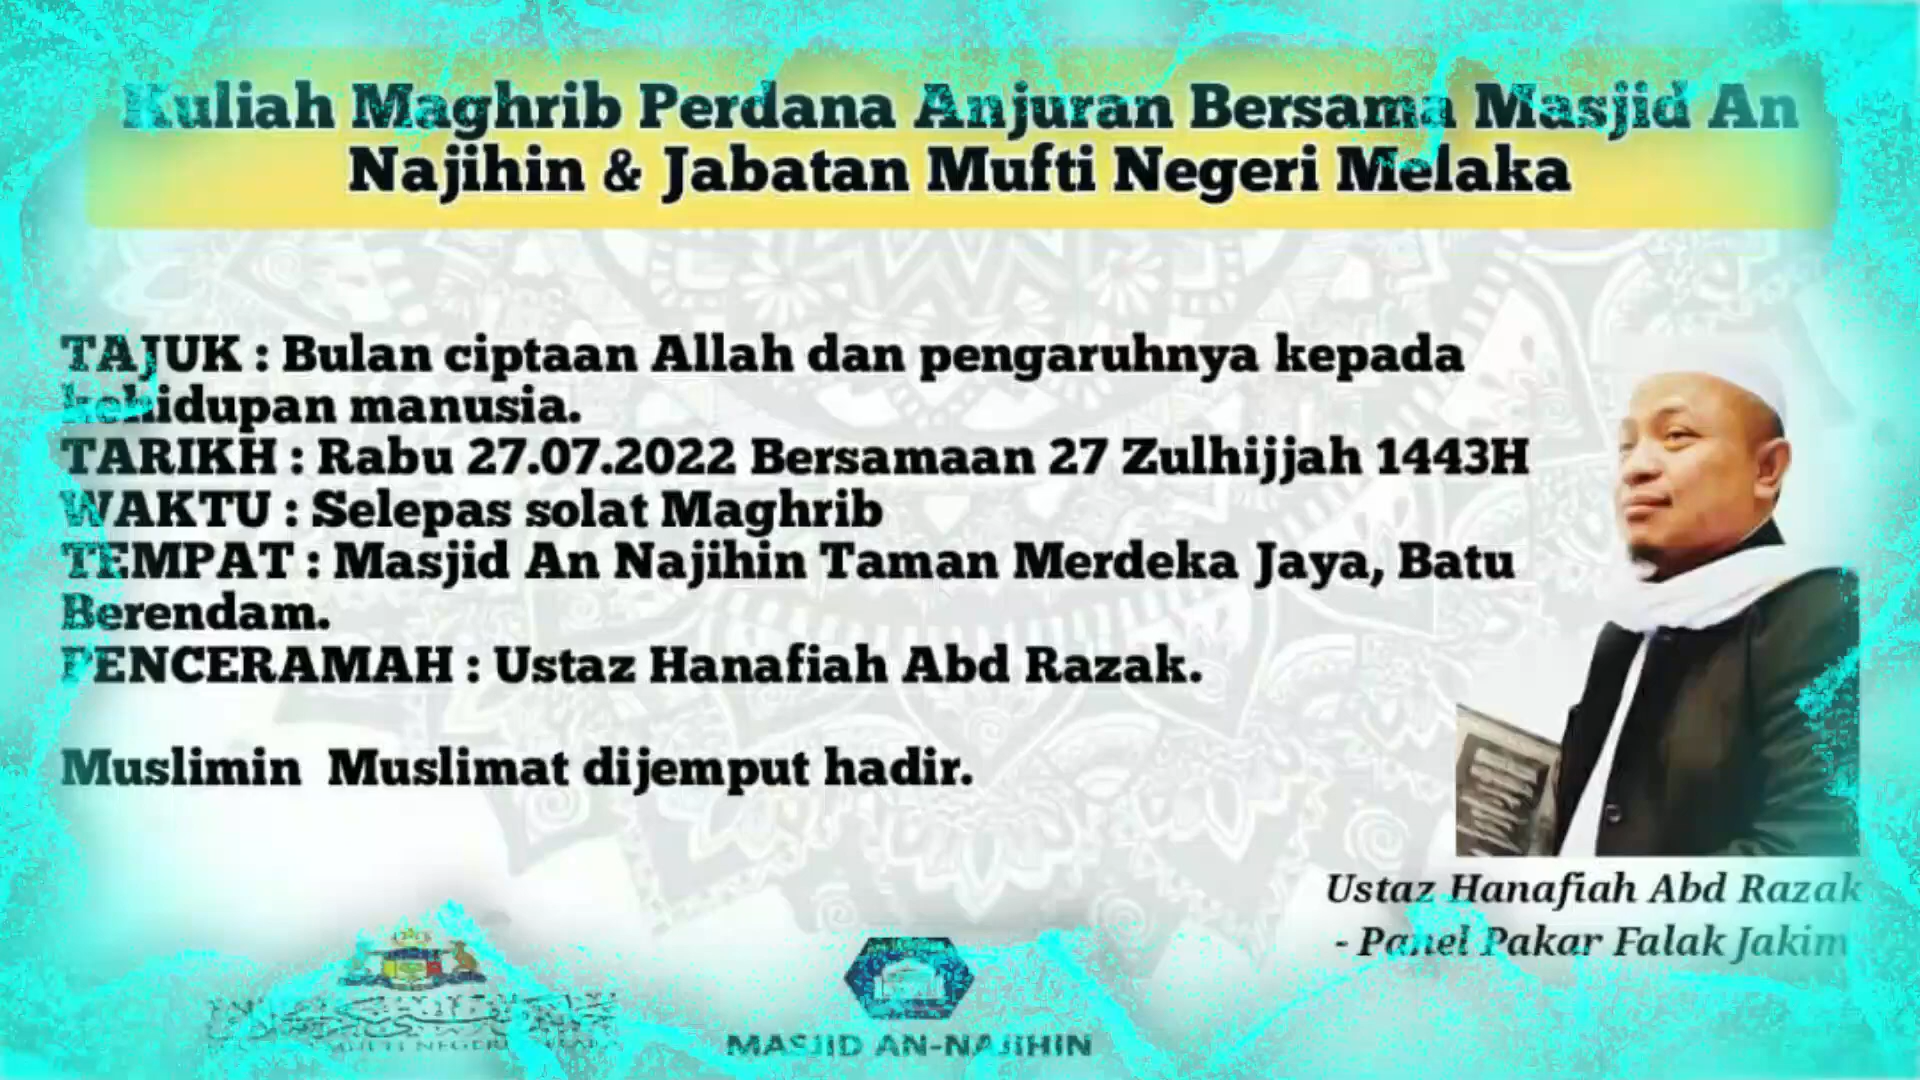 Kuliah Maghrib Perdana Anjuran Bersama Masjid An
Najihin & Jabatan Mufti Negeri Melaka
TAJUK : Bulan ciptaan Allah dan pengaruhnya kepada
kehidupan manusia.
TARIKH : Rabu 27.07.2022 Bersamaan 27 Zulhijjah 1443H
WAKTU : Selepas solat Maghrib
TEMPAT : Masjid An Najihin Taman Merdeka Jaya, Batu
Berendam.
PENCERAMAH : Ustaz Hanafiah Abd Razak.
Muslimin  Muslimat dijemput hadir.
Ustaz Hanafiah Abd Razak
- Panel Pakar Falak Jakim
MUFTI NEGERI
MASJID AN-NAJIHIN